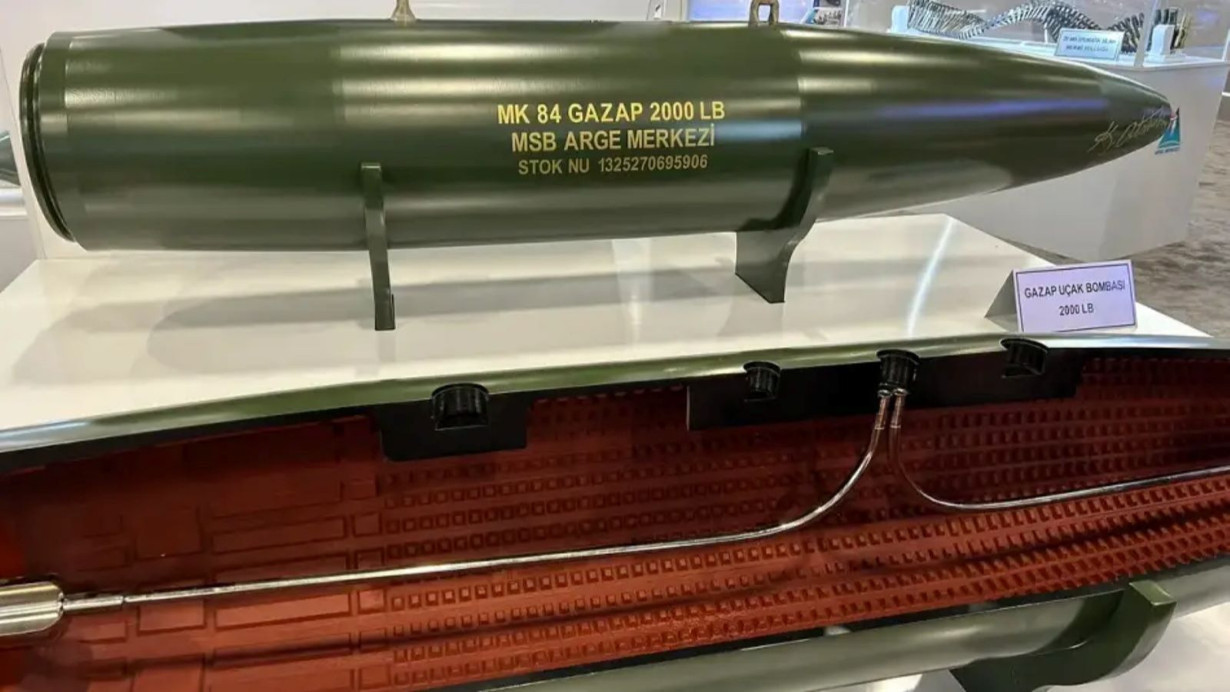 MK 84 GAZAP 2000 LB
MSB ARGE MERKEZİ
STOK NU 1325270695906
GAZAP UÇAK BOMBASI
2000 LB